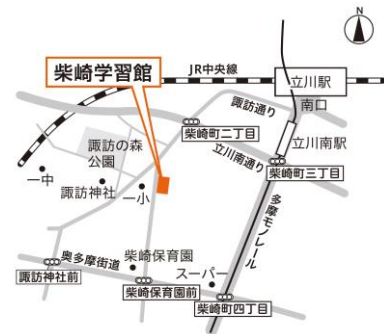 N
JR中央線
立川駅
南口
柴崎学習館
諏訪通り
柴崎町二丁目
立川南駅
諏訪の森
公園
立川南通り
柴崎町三丁目
一中
諏訪神社
一小
多摩モノレール
奥多摩街道
柴崎保育園
諏訪神社前
スーパー
柴崎保育園前
柴崎町四丁目